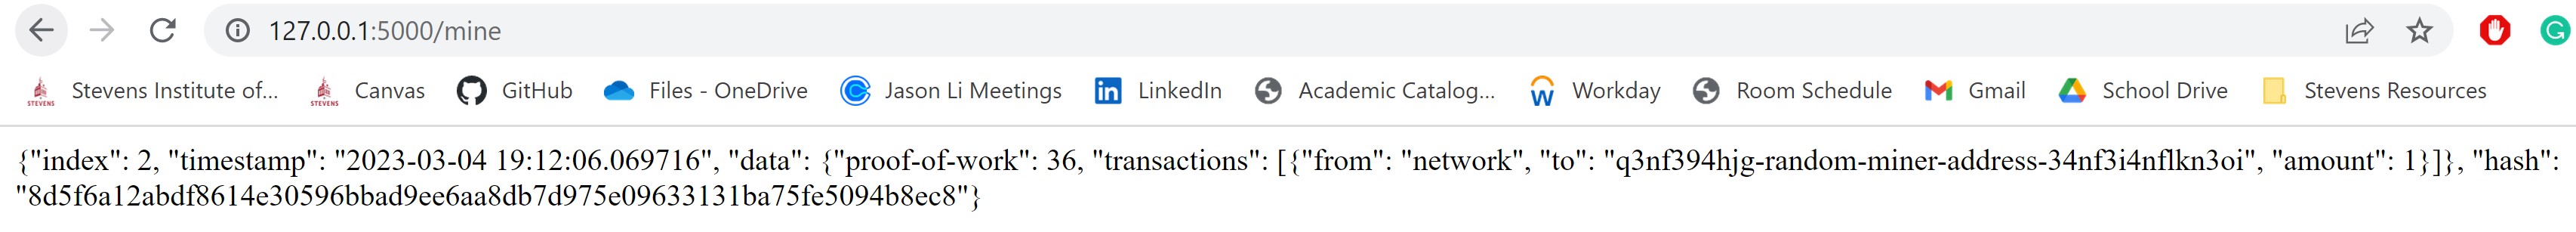 127.0.0.1:5000/mine
STEVENS Stevens Institute of... STEVENS Canvas GitHub Files - OneDrive Jason Li Meetings in LinkedIn Academic Catalog... W Workday Room Schedule Gmail School Drive Stevens Resources
{"index": 2, "timestamp": "2023-03-04 19:12:06.069716", "data": {"proof-of-work": 36, "transactions": [{"from": "network", "to": "q3nf394hjg-random-miner-address-34nf3i4nflkn3oi", "amount": 1}]}, "hash":
"8d5f6a12abdf8614e30596bbad9ee6aa8db7d975e09633131ba75fe5094b8ec8"}